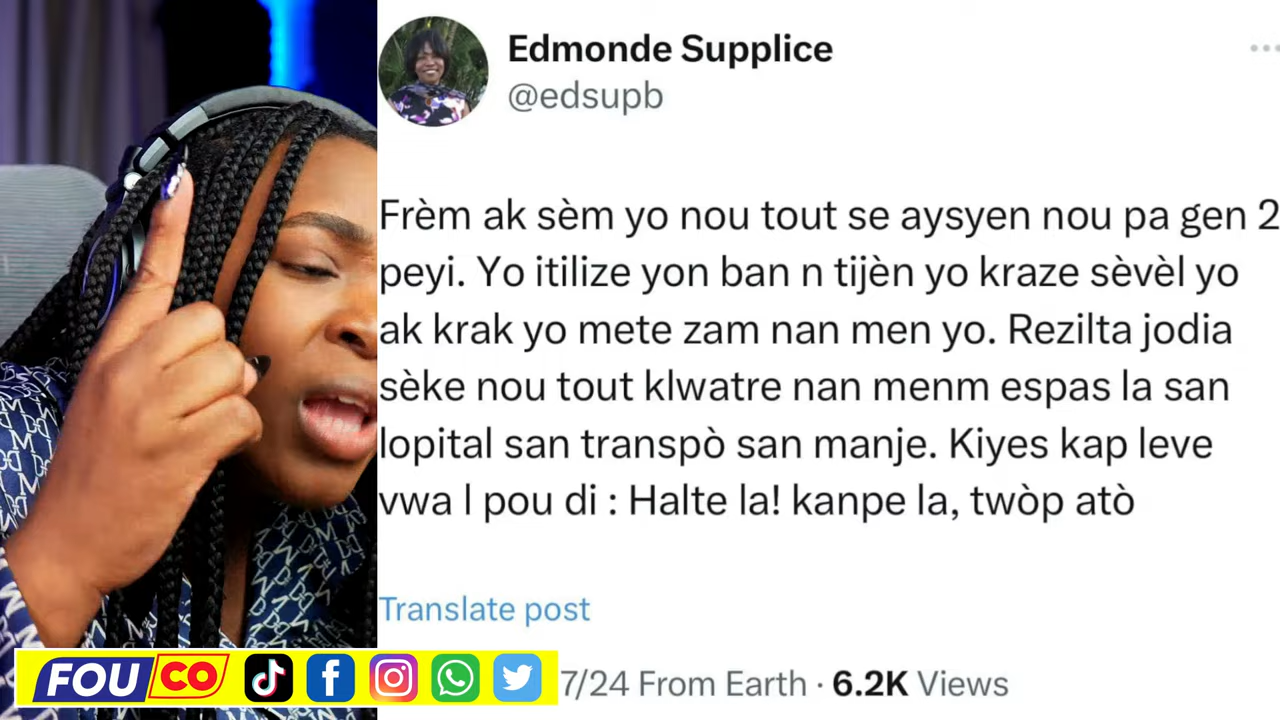 Edmonde Supplice
@edsupb
Frèm ak sèm yo nou tout se aysyen nou pa gen 2
peyi. Yo itilize yon ban n tijèn yo kraze sèvèl yo
ak krak yo mete zam nan men yo. Rezilta jodia
sèke nou tout klwatre nan menm espas la san
lopital san transpò san manje. Kiyes kap leve
vwa l pou di : Halte la! kanpe la, twòp atò
Translate post
7/24 From Earth · 6.2K Views
FOU CO